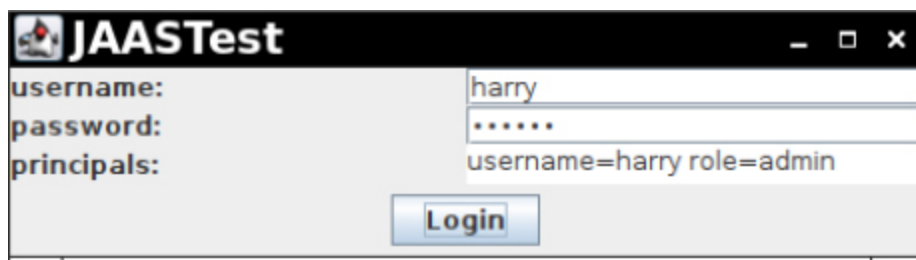 JAASTest
username: harry
password: ••••••
principals: username=harry role=admin
Login